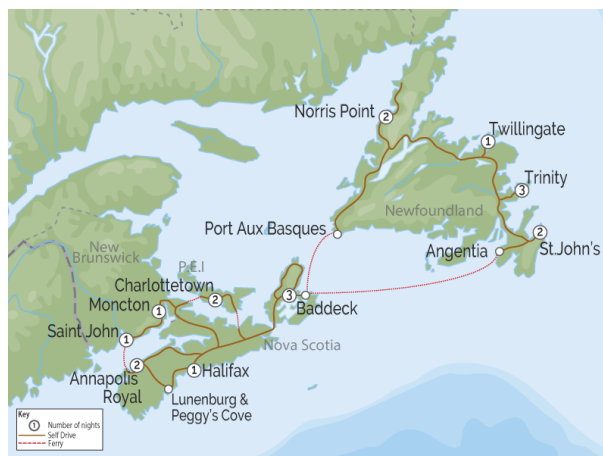 Norris Point
2
1
Twillingate
3
Trinity
Newfoundland
2
St.John's
Port Aux Basques
Angentia
New
Brunswick
P.E.I
Charlottetown
2
Moncton
1
3
Baddeck
Saint John
1
Nova Scotia
2
1
Halifax
Annapolis
Royal
Lunenburg &
Peggy's Cove
Key
1 Number of nights
Self Drive
Ferry